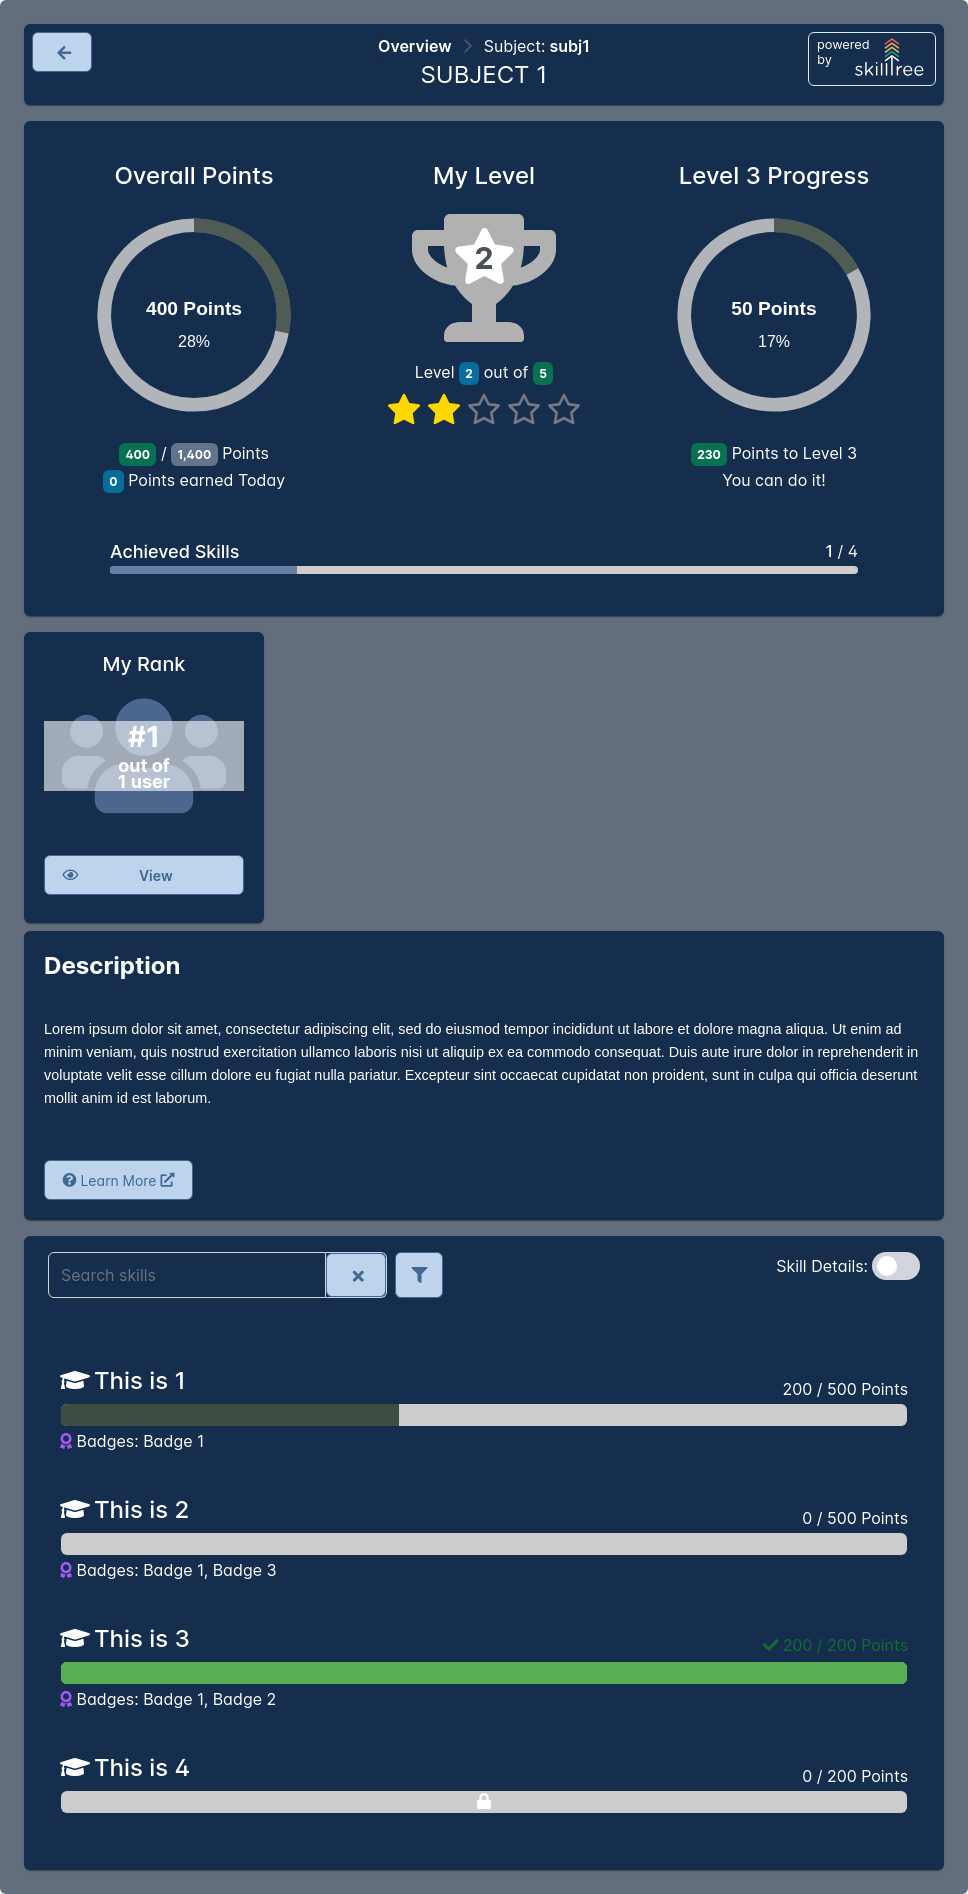 Overview > Subject: subj1
SUBJECT 1
powered
by
skilltree
Overall Points
400 Points
28%
400 / 1,400 Points
0 Points earned Today
My Level
2
Level 2 out of 5
Level 3 Progress
50 Points
17%
230 Points to Level 3
You can do it!
Achieved Skills
1 / 4
My Rank
#1
out of
1 user
View
Description
Lorem ipsum dolor sit amet, consectetur adipiscing elit, sed do eiusmod tempor incididunt ut labore et dolore magna aliqua. Ut enim ad
minim veniam, quis nostrud exercitation ullamco laboris nisi ut aliquip ex ea commodo consequat. Duis aute irure dolor in reprehenderit in
voluptate velit esse cillum dolore eu fugiat nulla pariatur. Excepteur sint occaecat cupidatat non proident, sunt in culpa qui officia deserunt
mollit anim id est laborum.
Learn More
Search skills
Skill Details:
This is 1
200 / 500 Points
Badges: Badge 1
This is 2
0 / 500 Points
Badges: Badge 1, Badge 3
This is 3
200 / 200 Points
Badges: Badge 1, Badge 2
This is 4
0 / 200 Points